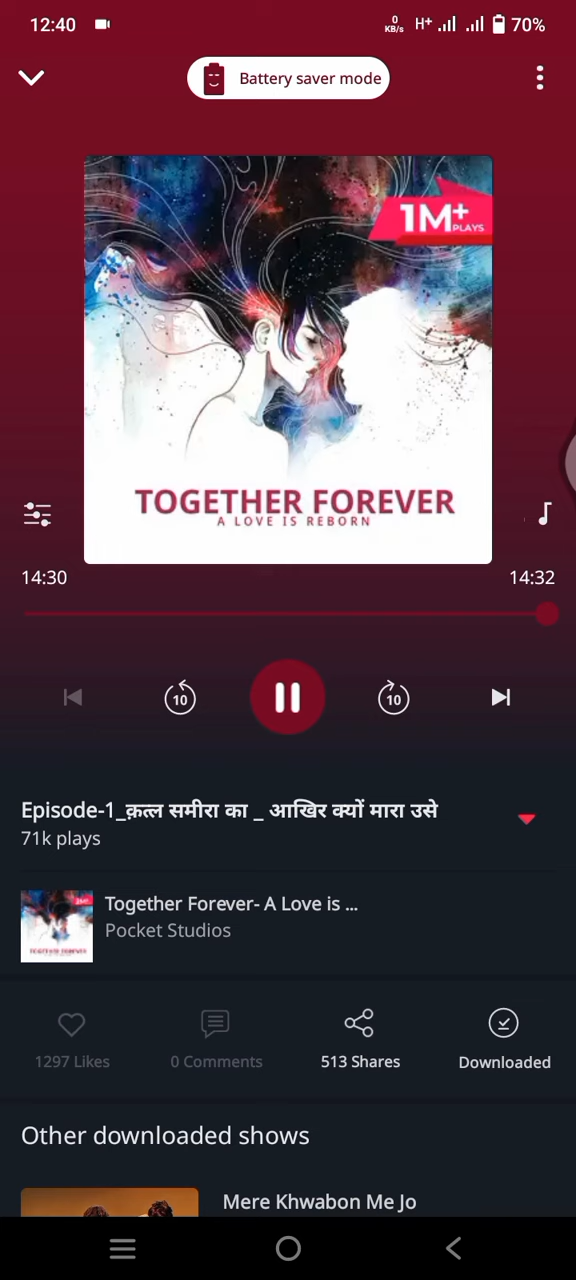 12:40
0 KB/s H+ 70%
Battery saver mode
1M+
PLAYS
TOGETHER FOREVER
A LOVE IS REBORN
14:30
14:32
10
10
Episode-1_क़त्ल समीरा का _ आखिर क्यों मारा उसे
71k plays
Together Forever- A Love is ...
Pocket Studios
1297 Likes
0 Comments
513 Shares
Downloaded
Other downloaded shows
Mere Khwabon Me Jo